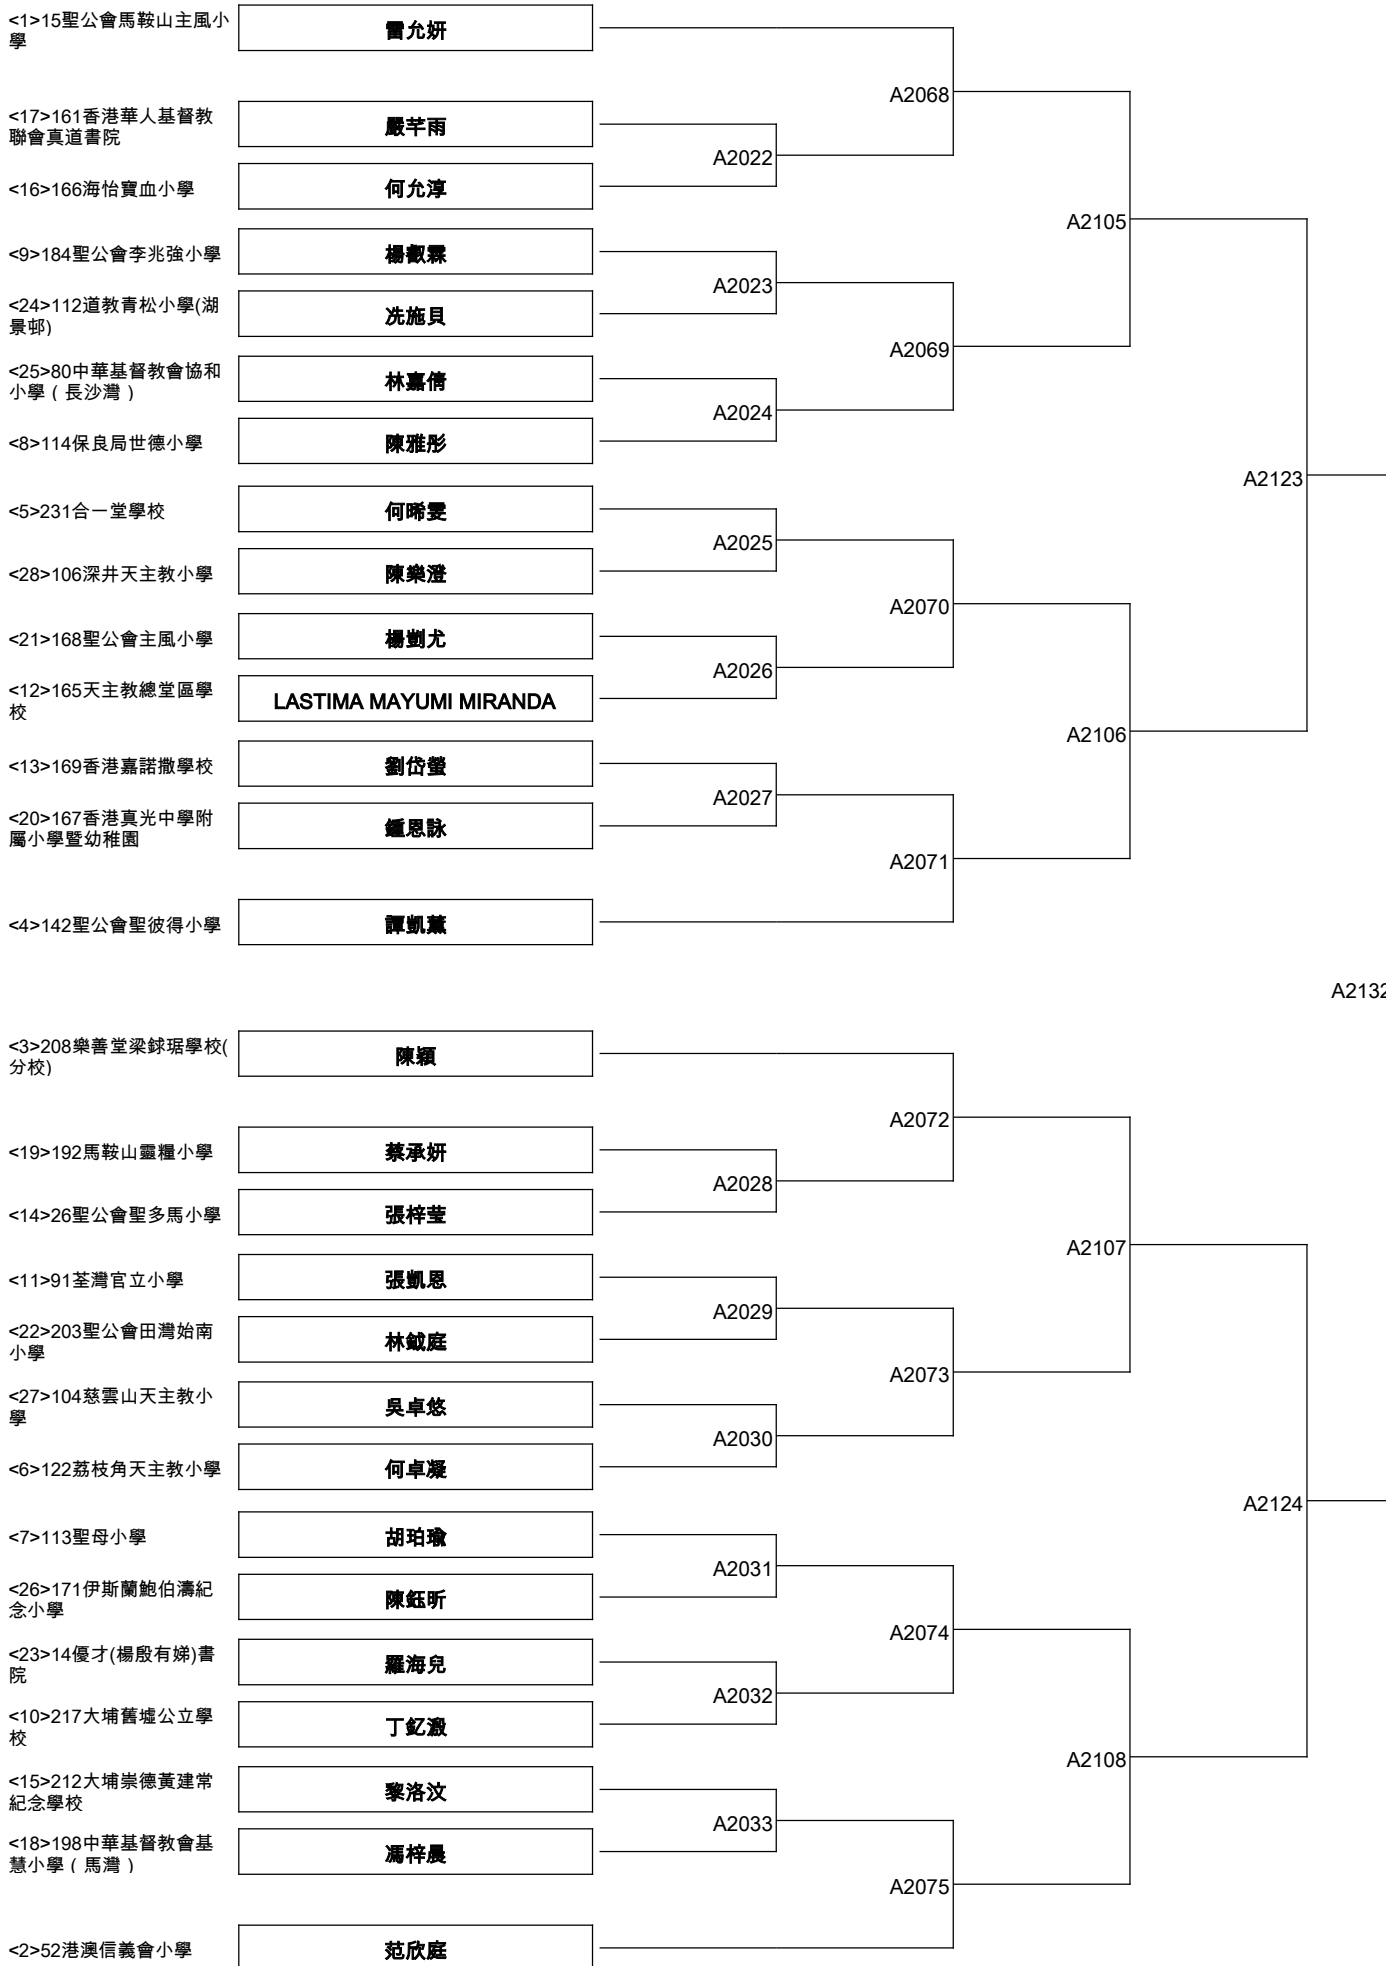 <1>15聖公會馬鞍山主風小
學
雷允妍
A2068
<17>161香港華人基督教
聯會真道書院
嚴芊雨
A2022
<16>166海怡寶血小學
何允淳
A2105
<9>184聖公會李兆強小學
楊叡霖
A2023
<24>112道教青松小學(湖
景邨)
冼施貝
A2069
<25>80中華基督教會協和
小學（長沙灣）
林嘉倩
A2024
<8>114保良局世德小學
陳雅彤
A2123
<5>231合一堂學校
何晞雯
A2025
<28>106深井天主教小學
陳樂澄
A2070
<21>168聖公會主風小學
楊剴尤
A2026
<12>165天主教總堂區學
校
LASTIMA MAYUMI MIRANDA
A2106
<13>169香港嘉諾撒學校
劉岱螢
A2027
<20>167香港真光中學附
屬小學暨幼稚園
鍾恩詠
A2071
<4>142聖公會聖彼得小學
譚凱薰
A2132
<3>208樂善堂梁銶琚學校(
分校)
陳穎
A2072
<19>192馬鞍山靈糧小學
蔡承妍
A2028
<14>26聖公會聖多馬小學
張梓莹
A2107
<11>91荃灣官立小學
張凱恩
A2029
<22>203聖公會田灣始南
小學
林鉞庭
A2073
<27>104慈雲山天主教小
學
吳卓悠
A2030
<6>122荔枝角天主教小學
何卓凝
A2124
<7>113聖母小學
胡珀瑜
A2031
<26>171伊斯蘭鮑伯濤紀
念小學
陳鈺昕
A2074
<23>14優才(楊殷有娣)書
院
羅海兒
A2032
<10>217大埔舊墟公立學
校
丁釔澂
A2108
<15>212大埔崇德黃建常
紀念學校
黎洛汶
A2033
<18>198中華基督教會基
慧小學（馬灣）
馮梓晨
A2075
<2>52港澳信義會小學
范欣庭